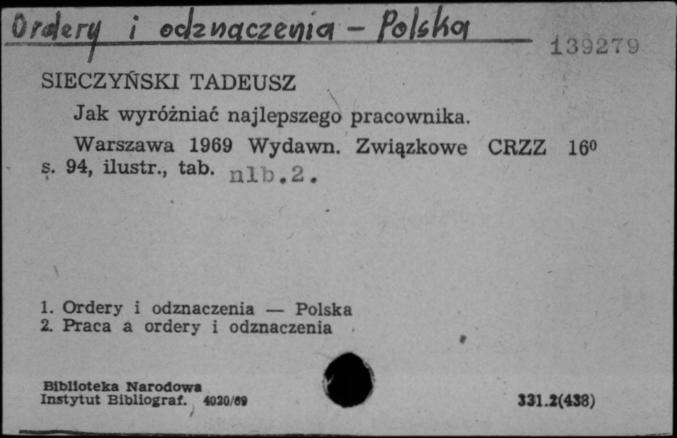 Ordery i odznaczenia – Polska
139279
SIECZYŃSKI TADEUSZ
Jak wyróżniać najlepszego pracownika.
Warszawa 1969 Wydawn. Związkowe CRZZ 16⁰
s. 94, ilustr., tab. nlb.2.
1. Ordery i odznaczenia — Polska
2. Praca a ordery i odznaczenia
Biblioteka Narodowa
Instytut Bibliograf. 4020/69
331.2(438)